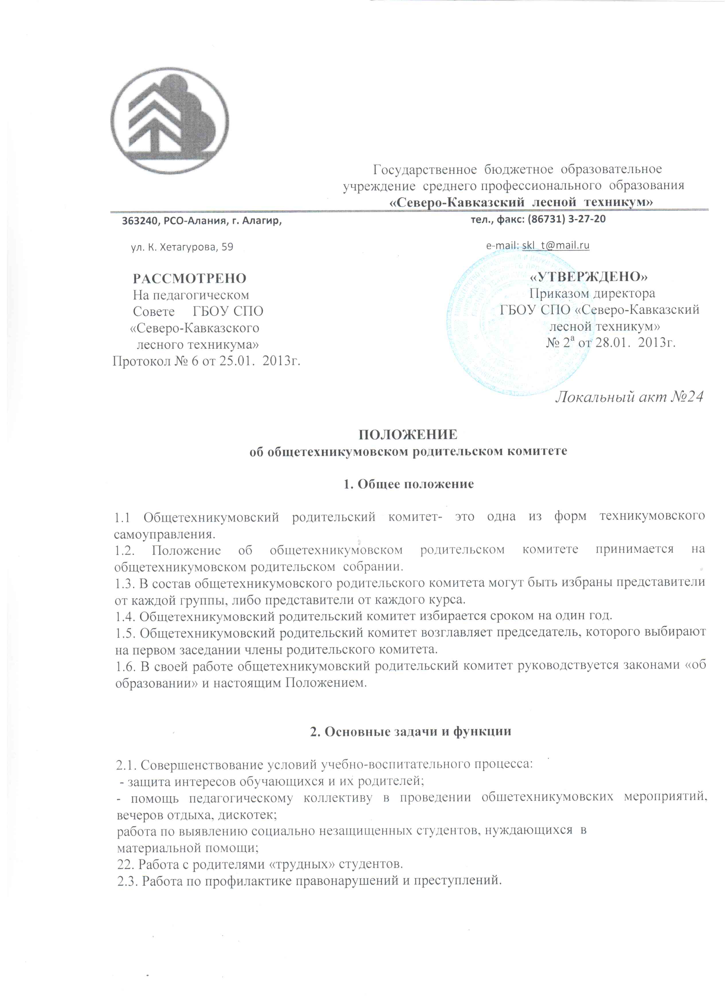 Государственное бюджетное образовательное
учреждение среднего профессионального образования
«Северо-Кавказский лесной техникум»
363240, РСО-Алания, г. Алагир,
тел., факс: (86731) 3-27-20
ул. К. Хетагурова, 59
e-mail: skl_t@mail.ru
РАССМОТРЕНО
На педагогическом
Совете ГБОУ СПО
«Северо-Кавказского
лесного техникума»
Протокол № 6 от 25.01. 2013г.
«УТВЕРЖДЕНО»
Приказом директора
ГБОУ СПО «Северо-Кавказский
лесной техникум»
№ 2ª от 28.01. 2013г.
Локальный акт №24
ПОЛОЖЕНИЕ
об общетехникумовском родительском комитете
1. Общее положение
1.1 Общетехникумовский родительский комитет- это одна из форм техникумовского
самоуправления.
1.2. Положение об общетехникумовском родительском комитете принимается на
общетехникумовском родительском собрании.
1.3. В состав общетехникумовского родительского комитета могут быть избраны представители
от каждой группы, либо представители от каждого курса.
1.4. Общетехникумовский родительский комитет избирается сроком на один год.
1.5. Общетехникумовский родительский комитет возглавляет председатель, которого выбирают
на первом заседании члены родительского комитета.
1.6. В своей работе общетехникумовский родительский комитет руководствуется законами «об
образовании» и настоящим Положением.
2. Основные задачи и функции
2.1. Совершенствование условий учебно-воспитательного процесса:
- защита интересов обучающихся и их родителей;
- помощь педагогическому коллективу в проведении обшетехникумовских мероприятий,
вечеров отдыха, дискотек;
работа по выявлению социально незащищенных студентов, нуждающихся в
материальной помощи;
22. Работа с родителями «трудных» студентов.
2.3. Работа по профилактике правонарушений и преступлений.